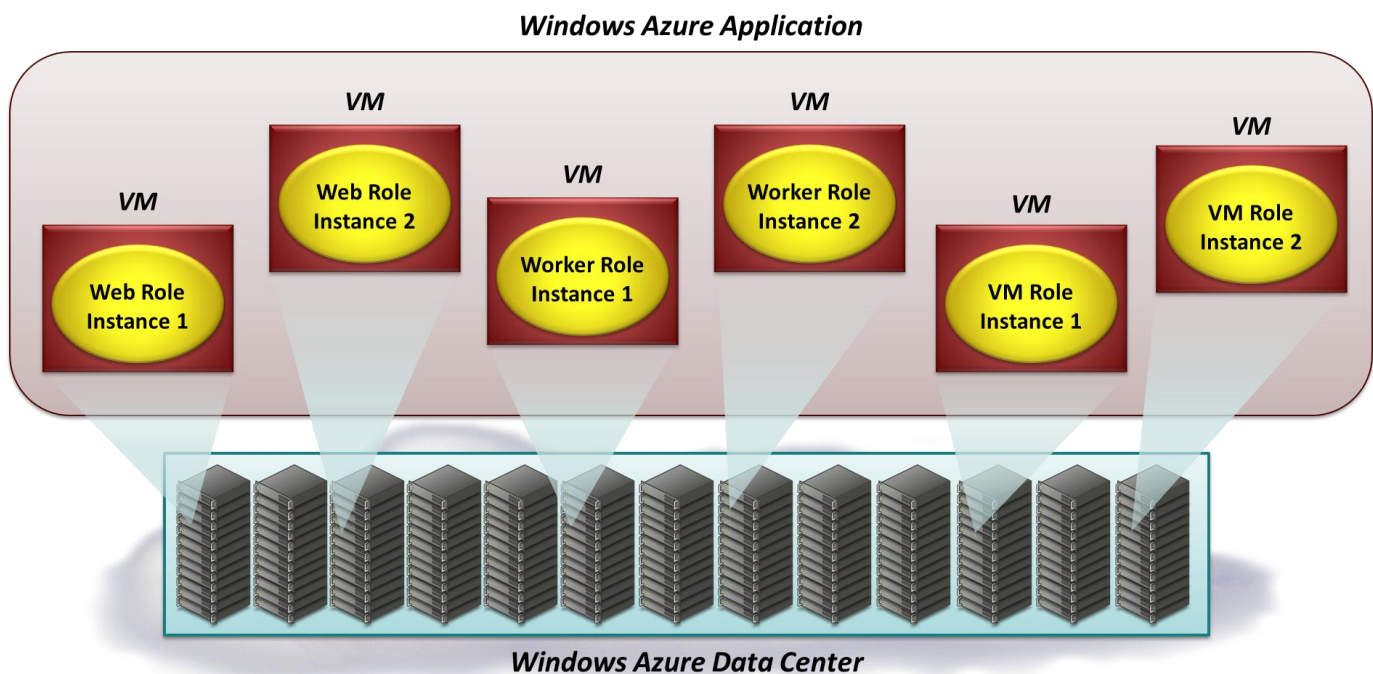 Windows Azure Application
VM
Web Role
Instance 1
VM
Web Role
Instance 2
VM
Worker Role
Instance 1
VM
Worker Role
Instance 2
VM
VM Role
Instance 1
VM
VM Role
Instance 2
Windows Azure Data Center